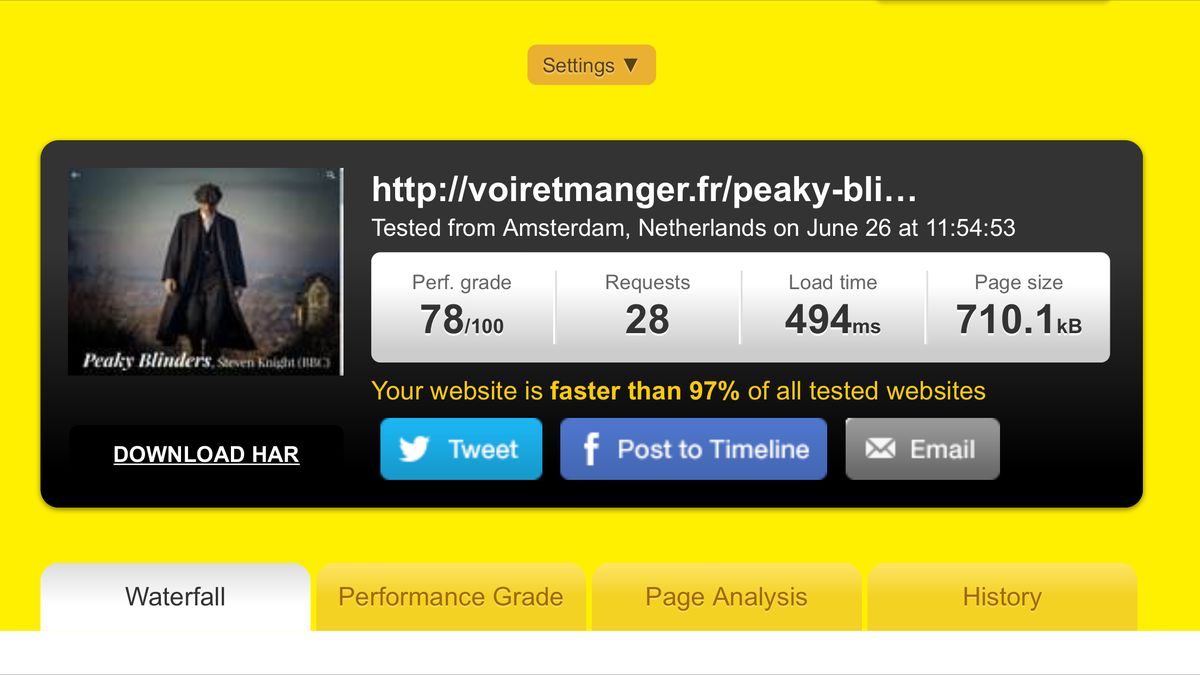 Settings ▼
http://voiretmanger.fr/peaky-bli...
Tested from Amsterdam, Netherlands on June 26 at 11:54:53
Perf. grade
78/100
Requests
28
Load time
494ms
Page size
710.1kB
Your website is faster than 97% of all tested websites
Peaky Blinders, Steven Knight (BBC)
DOWNLOAD HAR
Tweet
Post to Timeline
Email
Waterfall
Performance Grade
Page Analysis
History